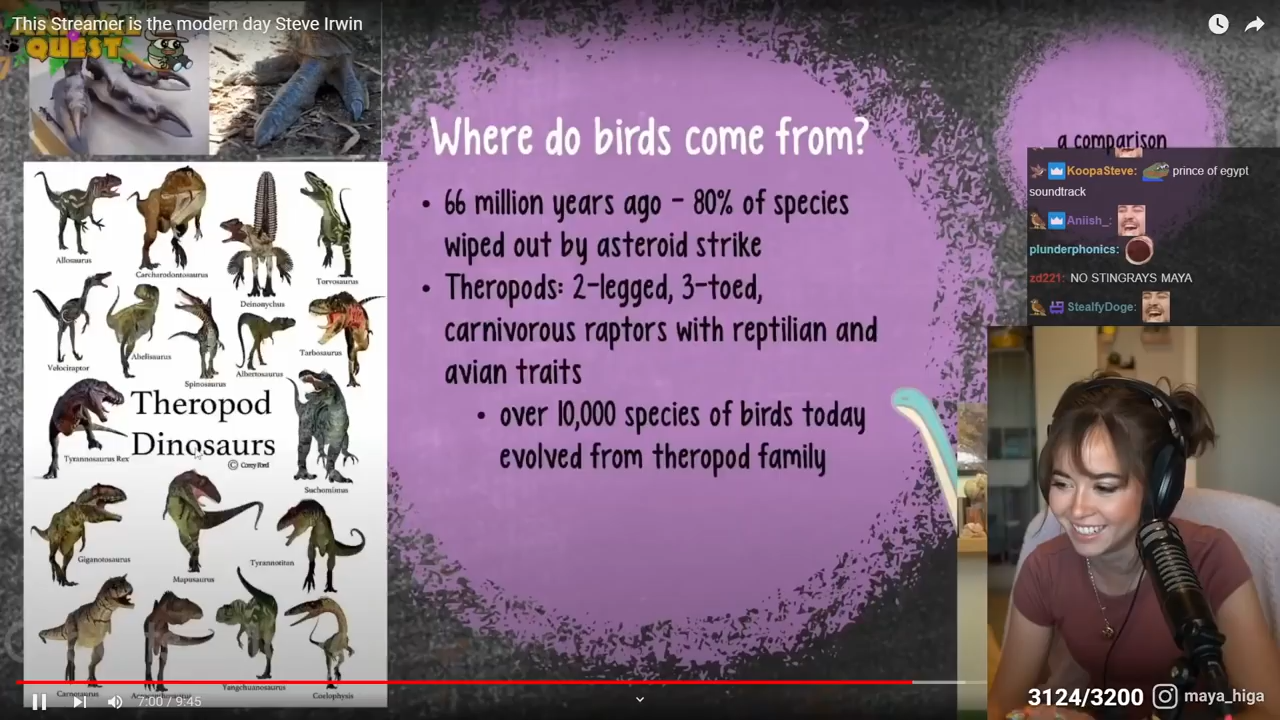 This Streamer is the modern day Steve Irwin
QUEST
Where do birds come from?
• 66 million years ago - 80% of species
wiped out by asteroid strike
• Theropods: 2-legged, 3-toed,
carnivorous raptors with reptilian and
avian traits
• over 10,000 species of birds today
evolved from theropod family
a comparison
KoopaSteve: prince of egypt
soundtrack
Aniish_:
plunderphonics:
zd221: NO STINGRAYS MAYA
StealfyDoge:
Allosaurus
Carcharodontosaurus
Deinonychus
Torvosaurus
Velociraptor
Abelisaurus
Spinosaurus
Albertosaurus
Tarbosaurus
Theropod
Dinosaurs
© Corey Ford
Tyrannosaurus Rex
Suchomimus
Giganotosaurus
Mapusaurus
Tyrannotitan
Carnotaurus
Yangchuanosaurus
Coelophysis
7:00 / 9:45
3124/3200 maya_higa